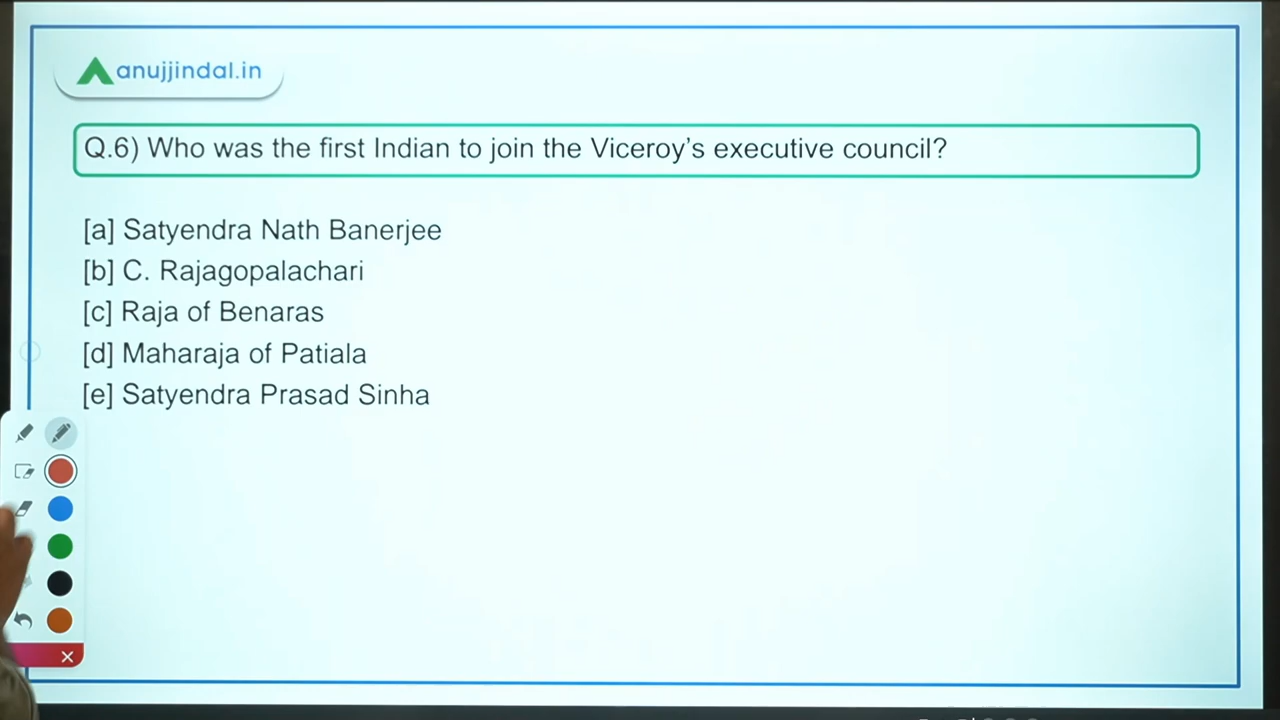 anujjindal.in
Q.6) Who was the first Indian to join the Viceroy's executive council?
[a] Satyendra Nath Banerjee
[b] C. Rajagopalachari
[c] Raja of Benaras
[d] Maharaja of Patiala
[e] Satyendra Prasad Sinha